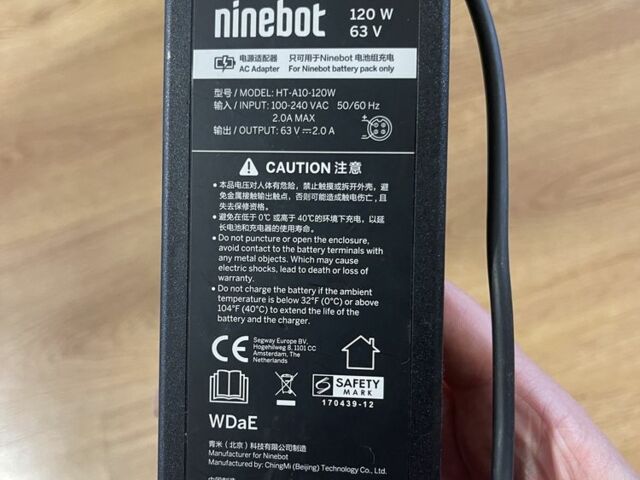 ninebot
120 W
63 V
电源适配器
AC Adapter
只可用于Ninebot 电池组充电
For Ninebot battery pack only
型号 / MODEL: HT-A10-120W
输入 / INPUT: 100-240 VAC 50/60 Hz
2.0A MAX
输出 / OUTPUT: 63 V⎓2.0 A
CAUTION 注意
● 本品电压对人体有危险，禁止触摸或拆开外壳，避
免金属接触输出触点，否则可能造成触电伤亡，且
失去保修资格。
● 避免在低于 0℃ 或高于 40℃的环境下充电，以延
长电池和充电器的使用寿命。
● Do not puncture or open the enclosure,
avoid contact to the battery terminals with
any metal objects. Which may cause
electric shocks, lead to death or loss of
warranty.
● Do not charge the battery if the ambient
temperature is below 32°F (0°C) or above
104°F (40°C) to extend the life of the
battery and the charger.
CE
Segway Europe BV.
Hogehilweg 8, 1101 CC
Amsterdam, The
Netherlands
SAFETY
MARK
170439-12
WDaE
青米（北京）科技有限公司制造
Manufacturer for Ninebot
Manufactured by: ChingMi (Beijing) Technology Co., Ltd.
中国制造